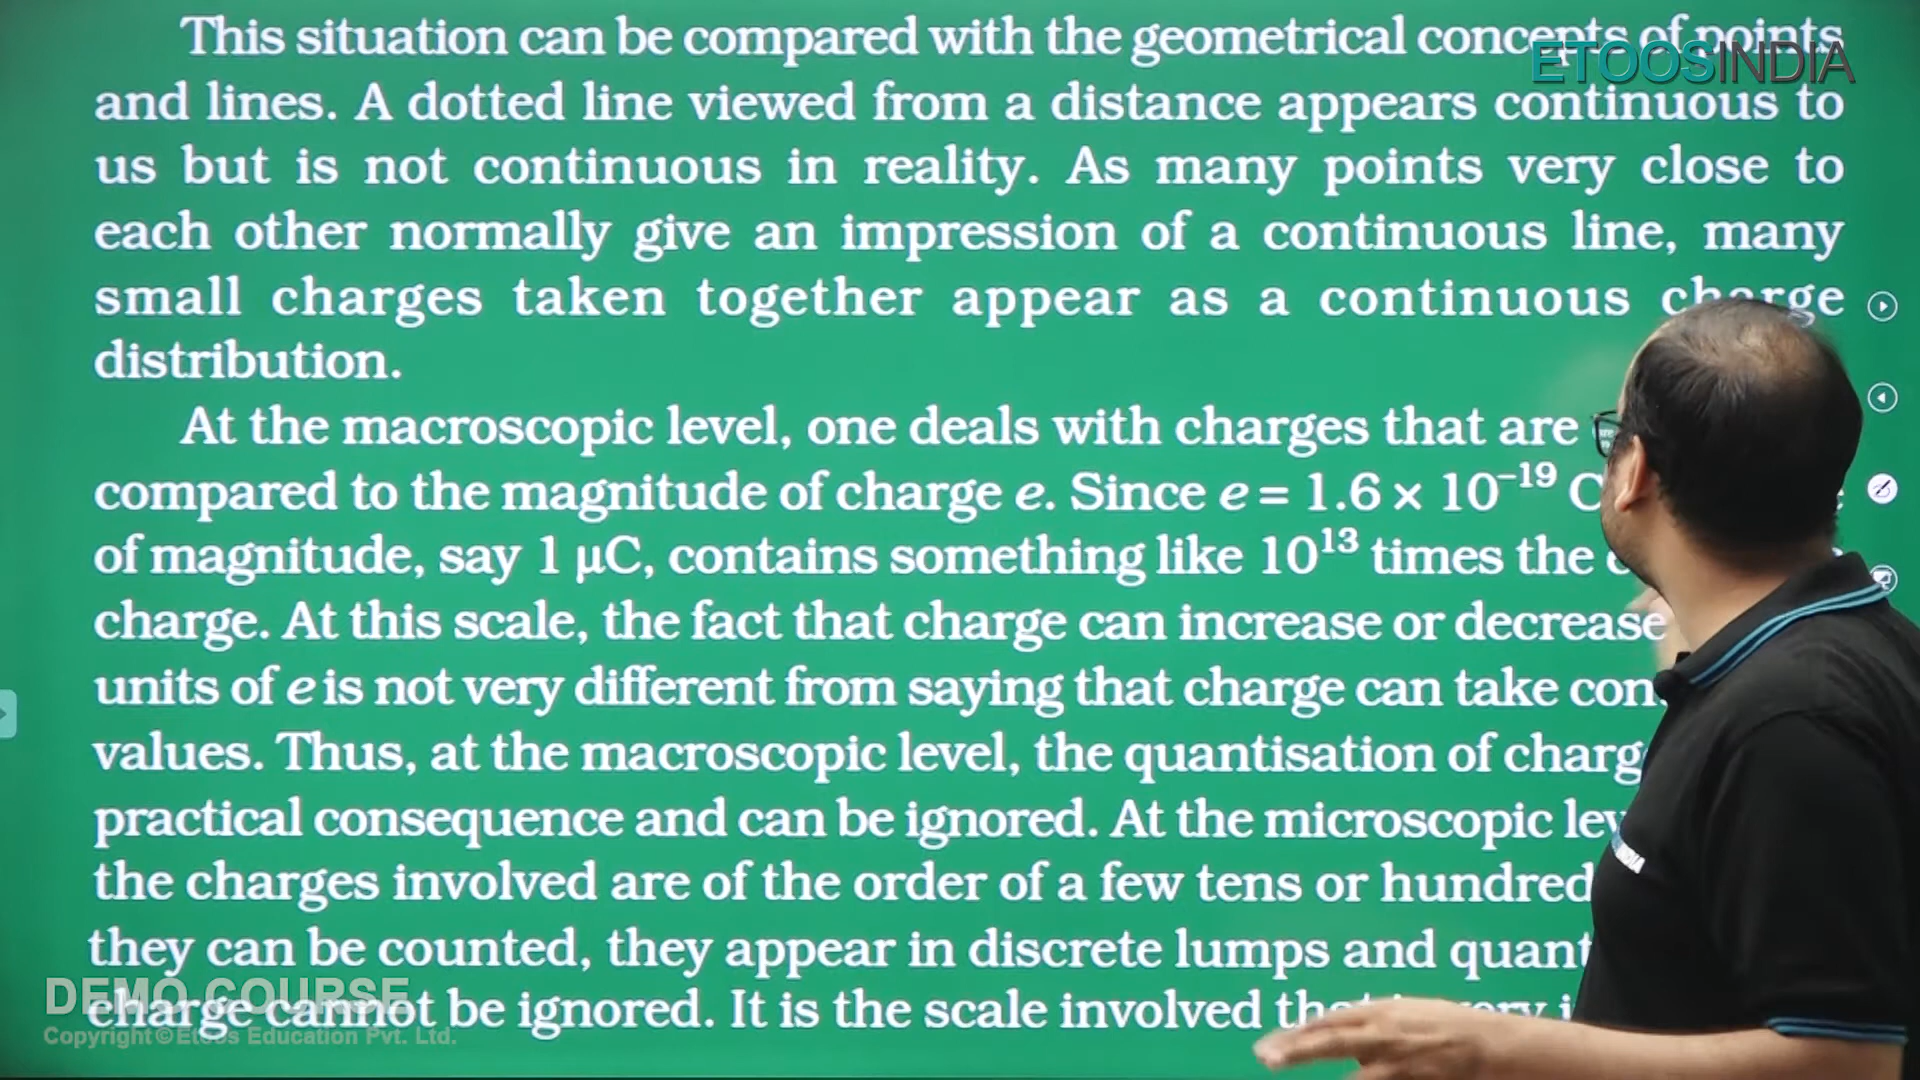 This situation can be compared with the geometrical concepts of points
ETOOSINDIA
and lines. A dotted line viewed from a distance appears continuous to
us but is not continuous in reality. As many points very close to
each other normally give an impression of a continuous line, many
small charges taken together appear as a continuous charge
distribution.
At the macroscopic level, one deals with charges that are
compared to the magnitude of charge e. Since e = 1.6 × 10⁻¹⁹ C
of magnitude, say 1 μC, contains something like 10¹³ times the
charge. At this scale, the fact that charge can increase or decrease
units of e is not very different from saying that charge can take
values. Thus, at the macroscopic level, the quantisation of
practical consequence and can be ignored. At the microscopic
the charges involved are of the order of a few tens or
they can be counted, they appear in discrete lumps and
DEMO COURSE
charge cannot be ignored. It is the scale involved
Copyright © Etoos Education Pvt. Ltd.